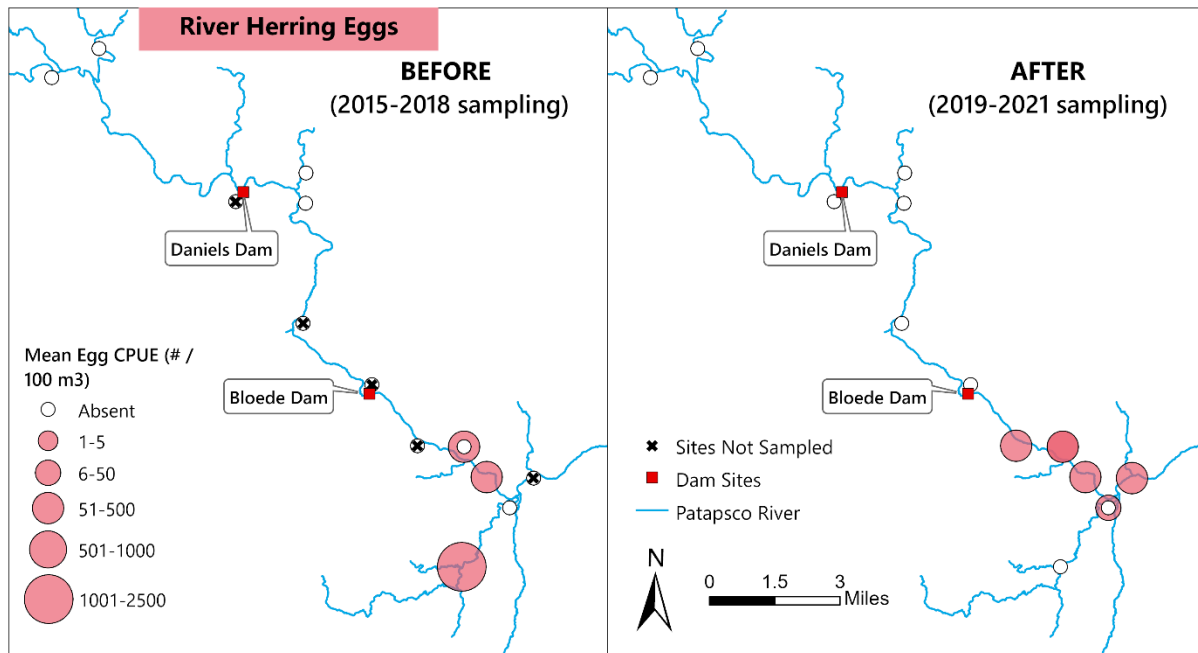 River Herring Eggs
BEFORE
(2015-2018 sampling)
Daniels Dam
Bloede Dam
Mean Egg CPUE (# /
100 m3)
Absent
1-5
6-50
51-500
501-1000
1001-2500
AFTER
(2019-2021 sampling)
Daniels Dam
Bloede Dam
Sites Not Sampled
Dam Sites
Patapsco River
N
0 1.5 3
Miles